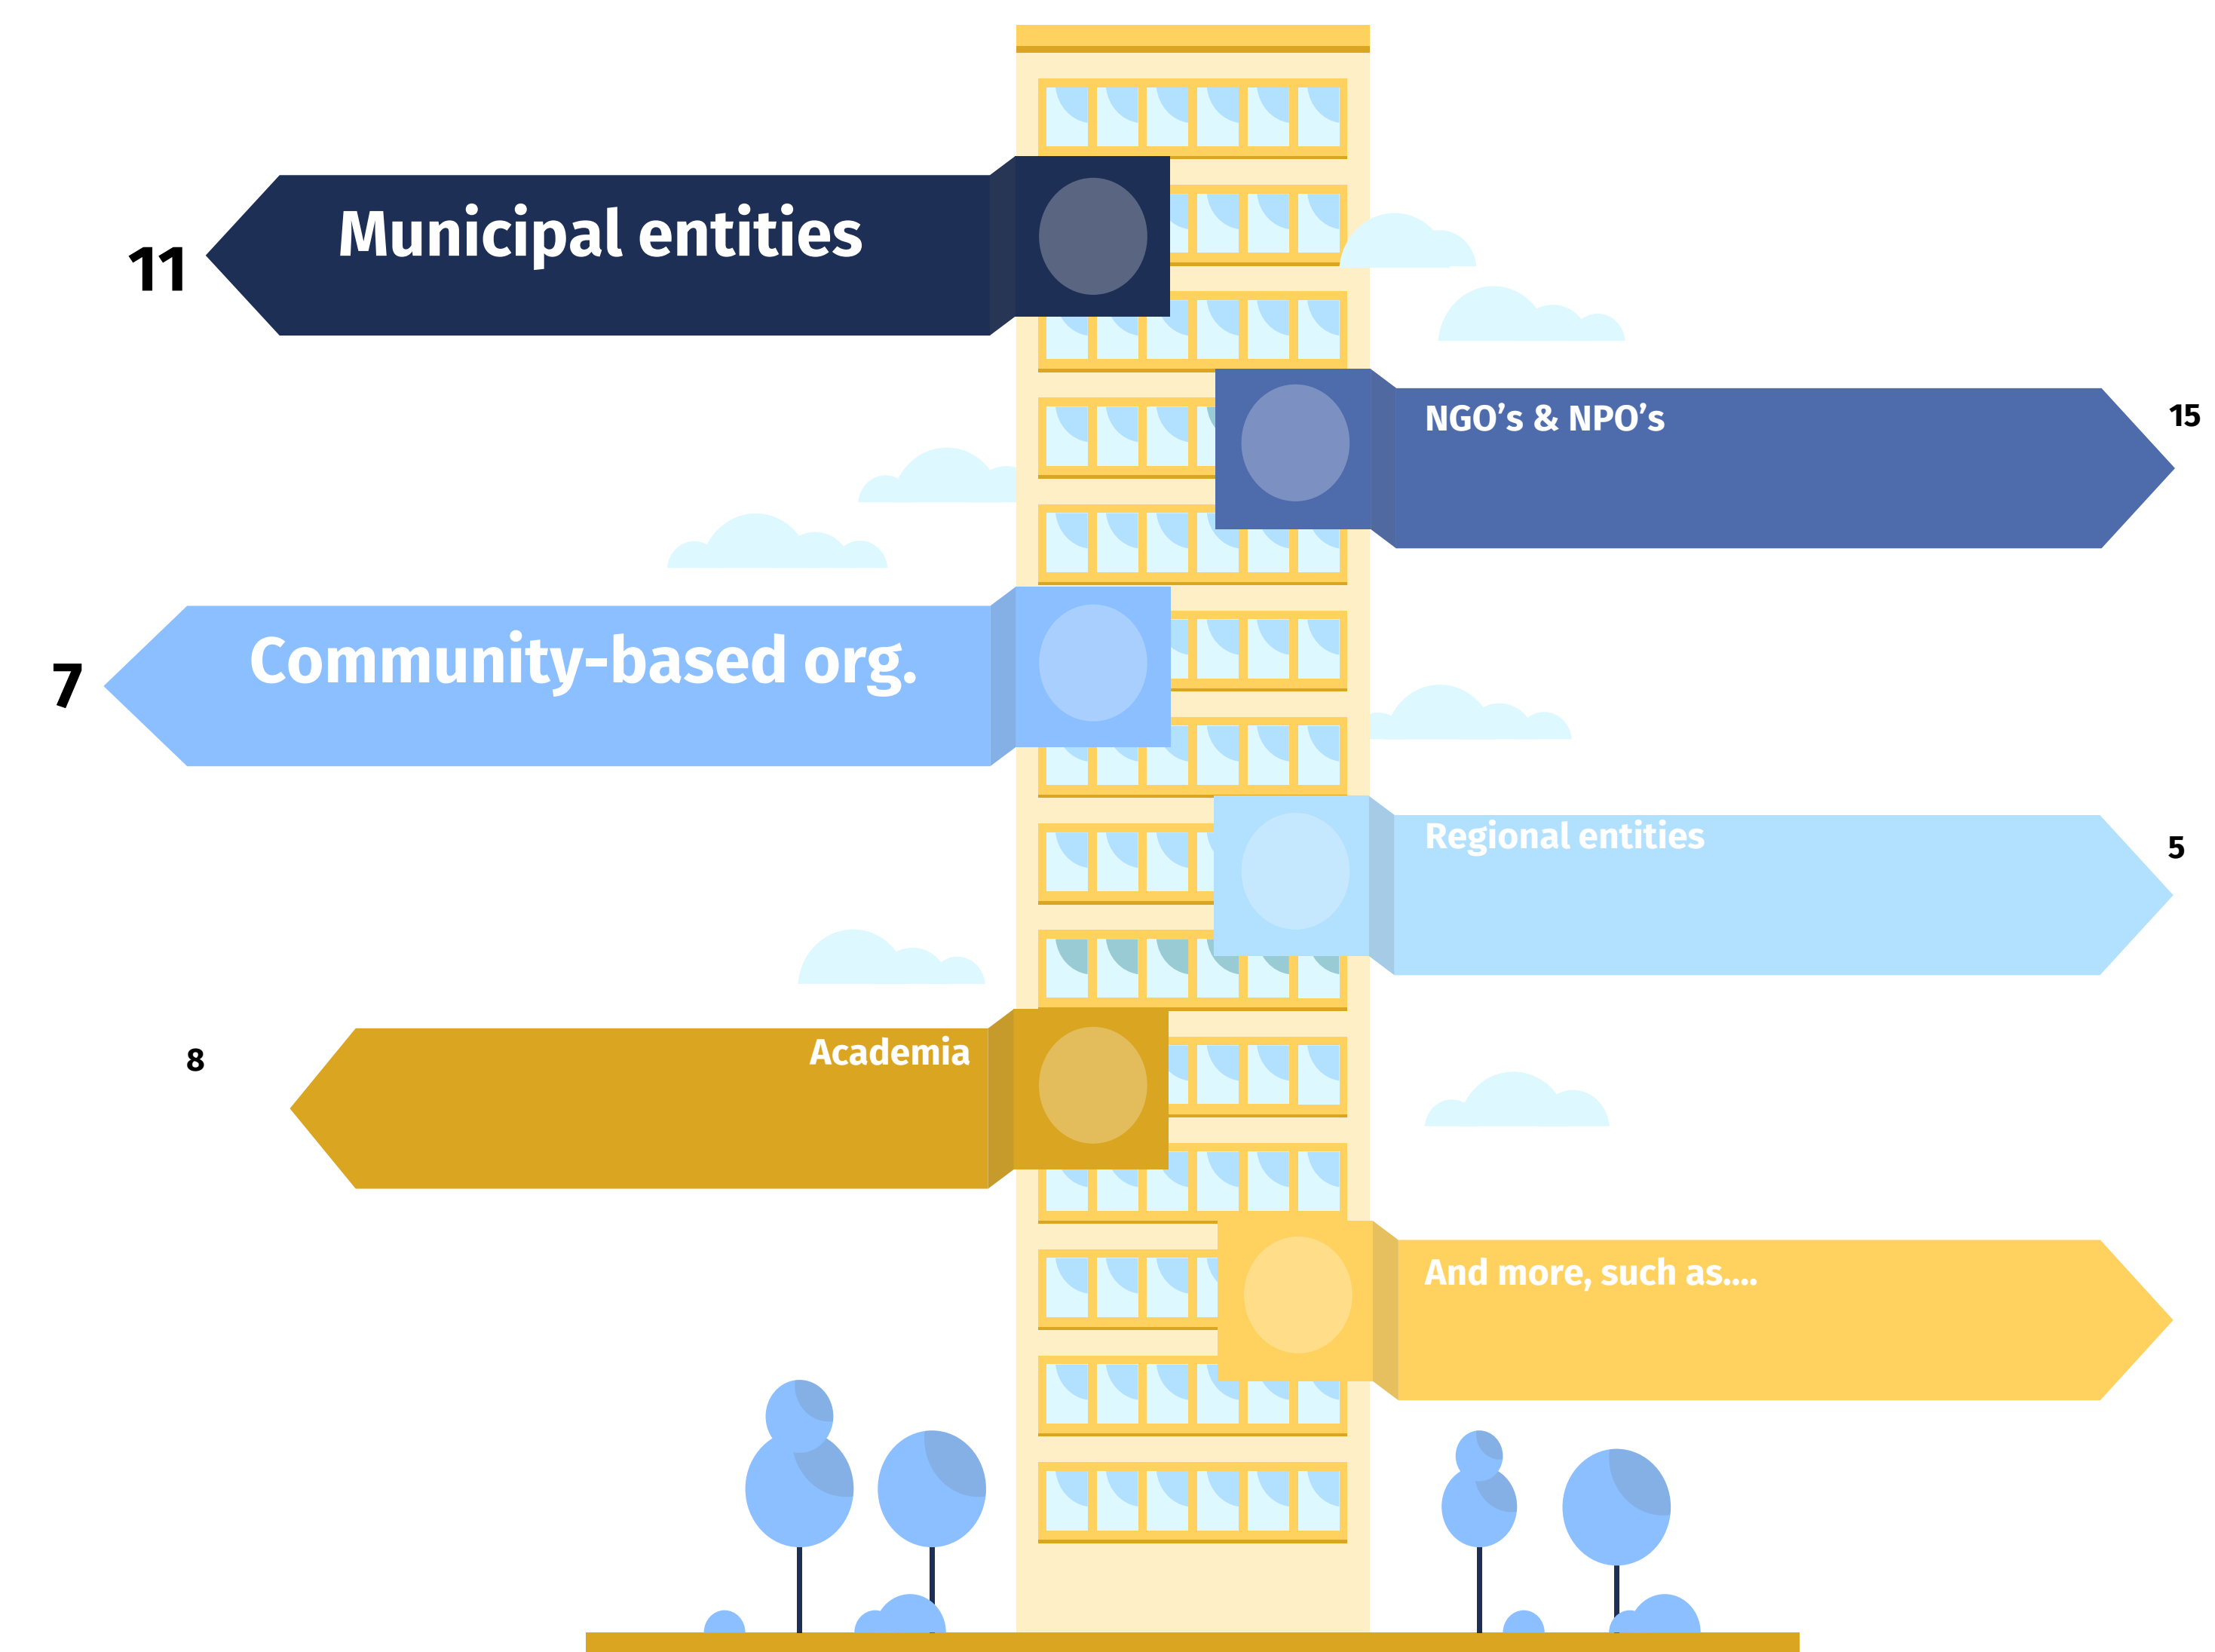 Municipal entities
11
NGO’s & NPO’s
15
Community-based org.
7
Regional entities
5
Academia
8
And more, such as....